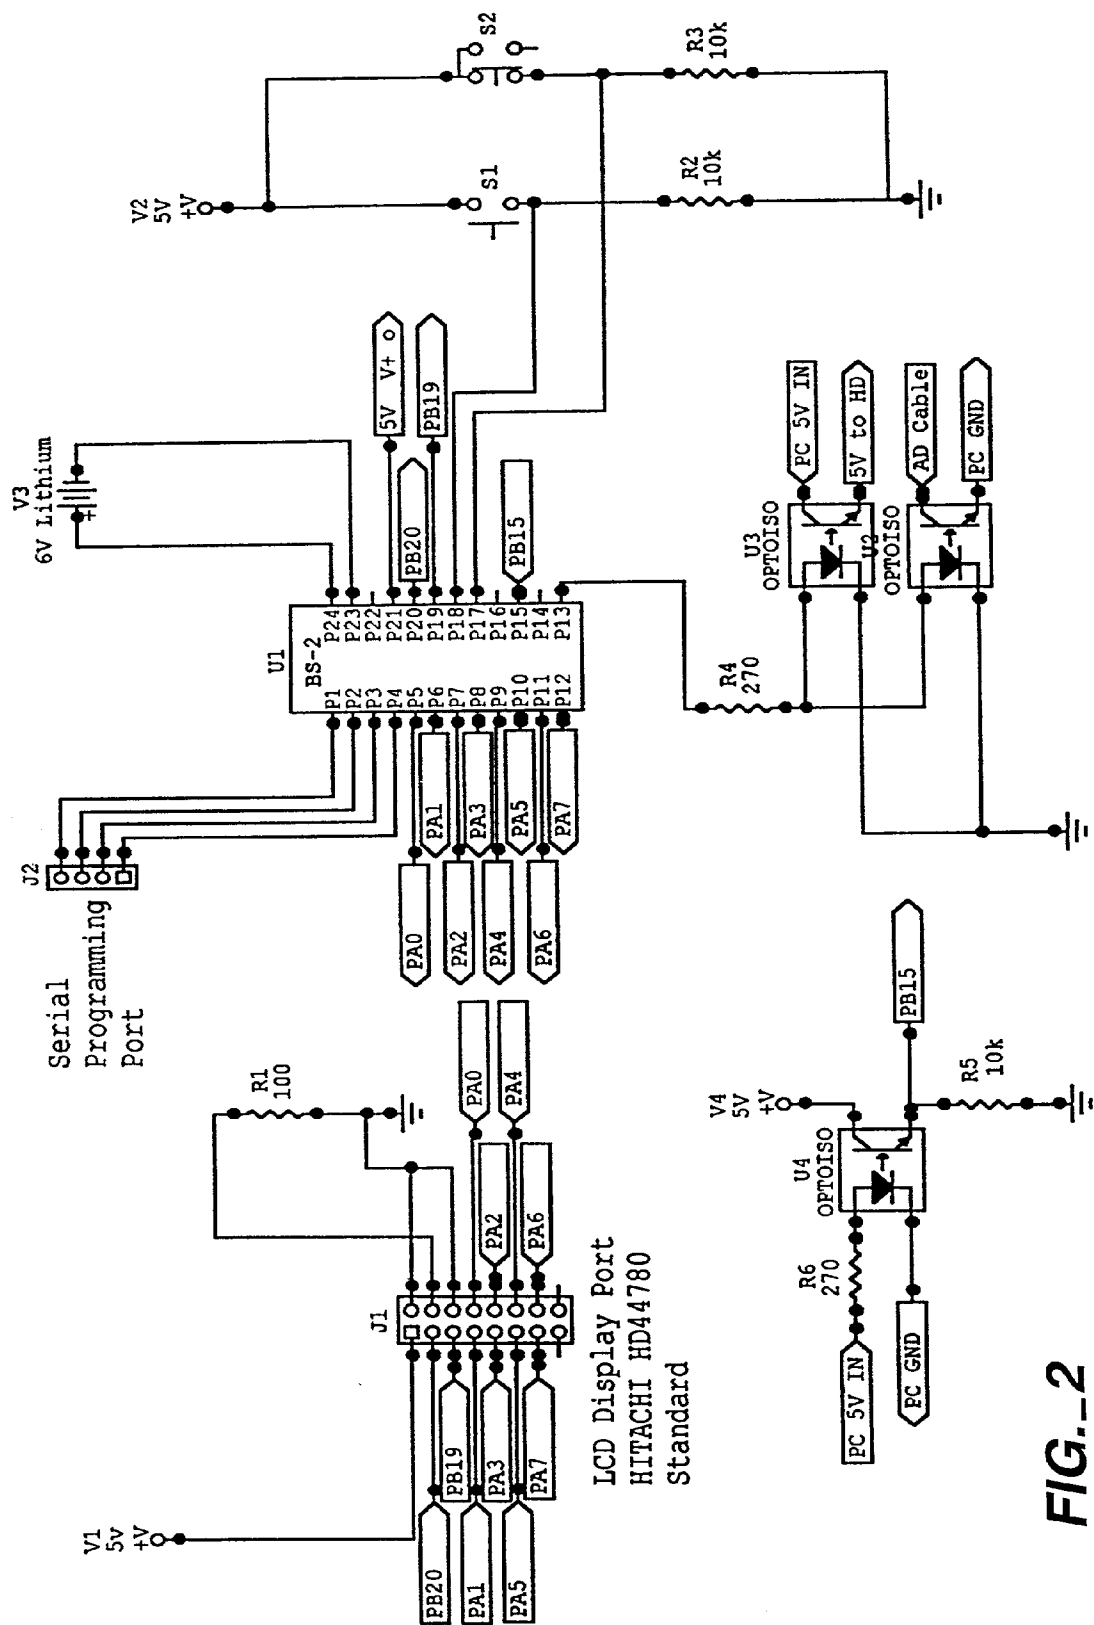 V1
5v
+V
PB20
PA1
PA5
PB19
PA3
PA7
J1
LCD Display Port
HITACHI HD44780
Standard
R1
100
PA0
PA4
PA2
PA6
Serial
Programming
Port
J2
PA0
PA2
PA4
PA6
PA1
PA3
PA5
PA7
U1
BS-2
P1
P2
P3
P4
P5
P6
P7
P8
P9
P10
P11
P12
P24
P23
P22
P21
P20
P19
P18
P17
P16
P15
P14
P13
V3
6V Lithium
+
5V V+
PB20
PB19
PB15
V2
5V
+V
S1
S2
R2
10k
R3
10k
R4
270
U3
OPTOISO
PC 5V IN
5V to HD
U2
OPTOISO
AD Cable
PC GND
V4
5V
+V
U4
OPTOISO
PB15
R5
10k
R6
270
PC 5V IN
PC GND
FIG._2